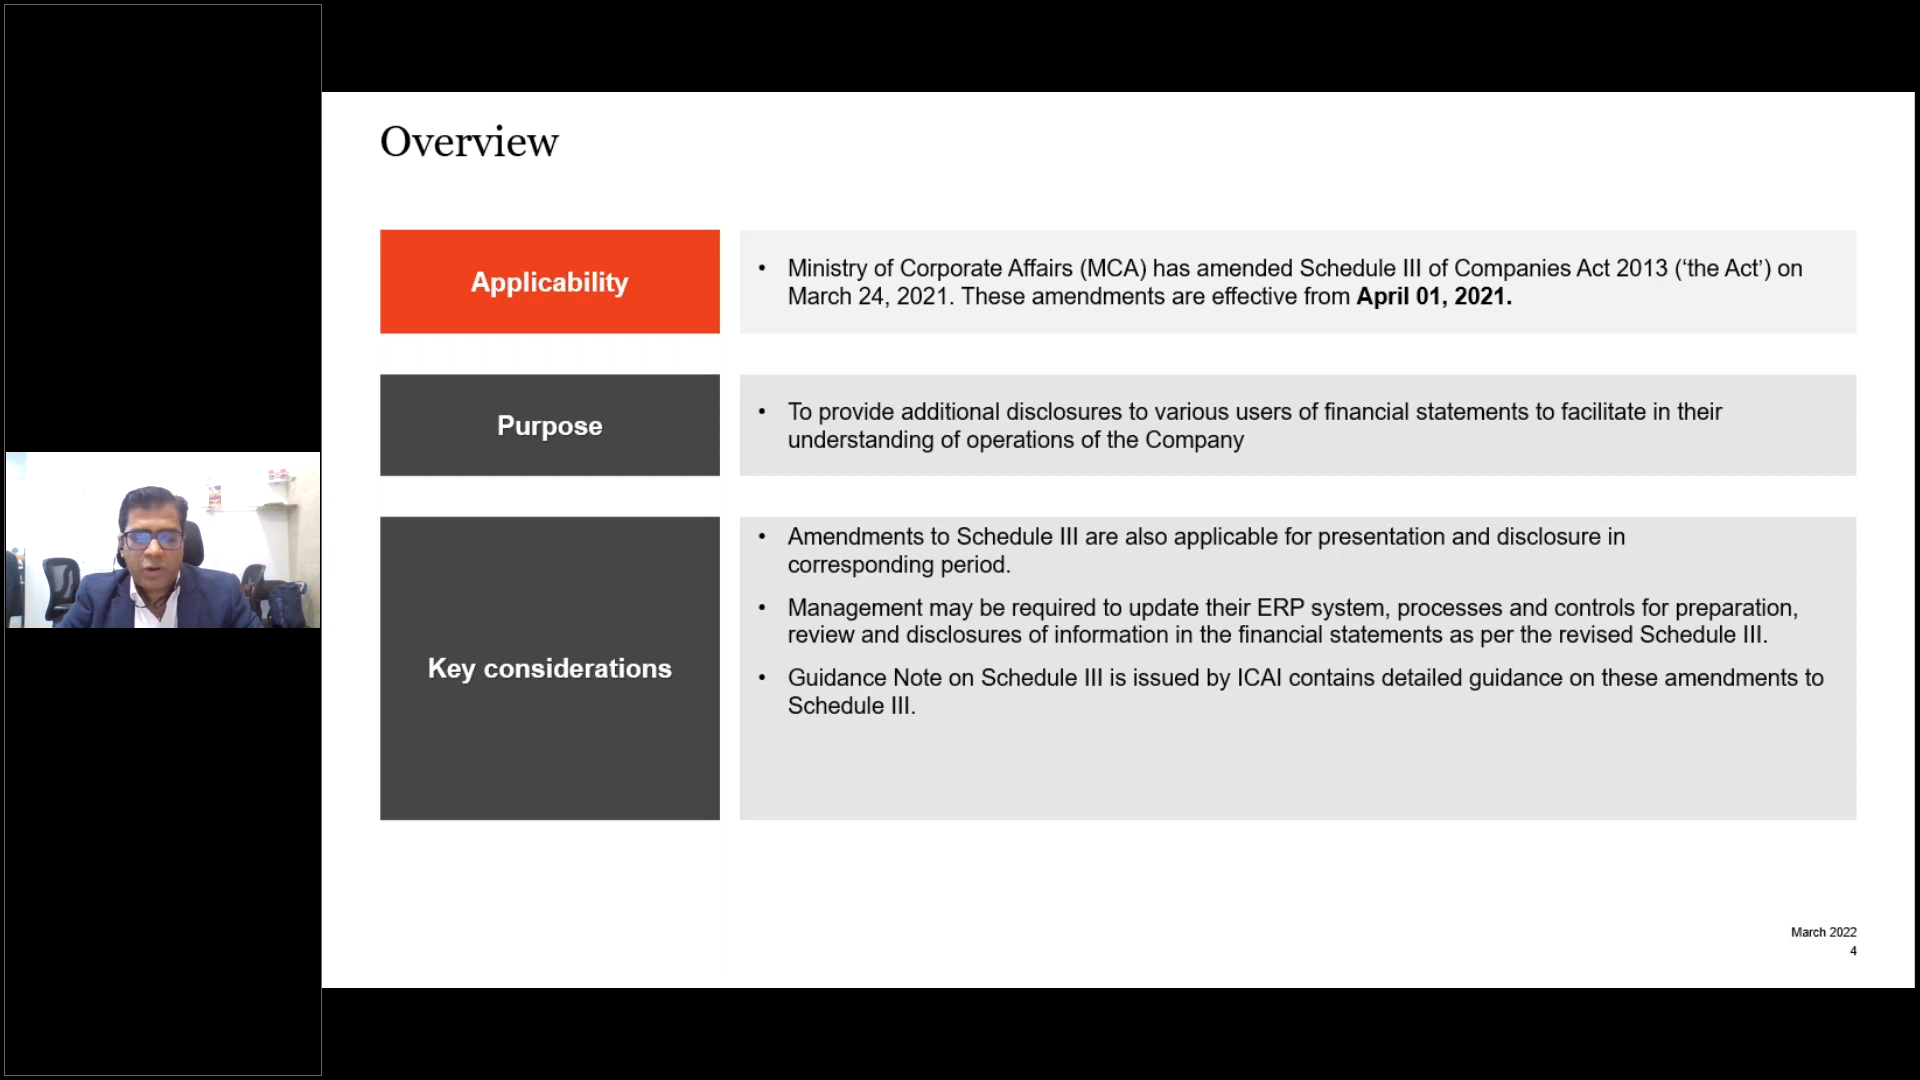 Overview
Applicability
• Ministry of Corporate Affairs (MCA) has amended Schedule III of Companies Act 2013 (‘the Act’) on
March 24, 2021. These amendments are effective from April 01, 2021.
Purpose
• To provide additional disclosures to various users of financial statements to facilitate in their
understanding of operations of the Company
Key considerations
• Amendments to Schedule III are also applicable for presentation and disclosure in
corresponding period.
• Management may be required to update their ERP system, processes and controls for preparation,
review and disclosures of information in the financial statements as per the revised Schedule III.
• Guidance Note on Schedule III is issued by ICAI contains detailed guidance on these amendments to
Schedule III.
March 2022
4